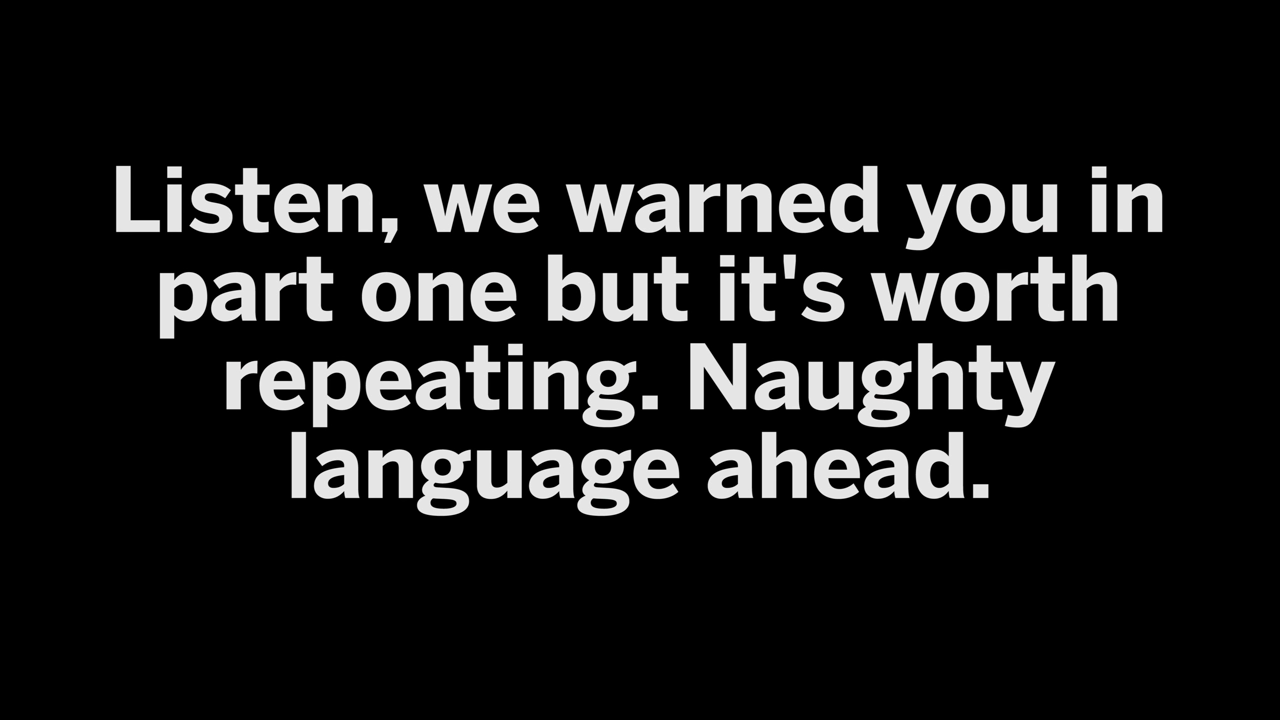 Listen, we warned you in
part one but it's worth
repeating. Naughty
language ahead.